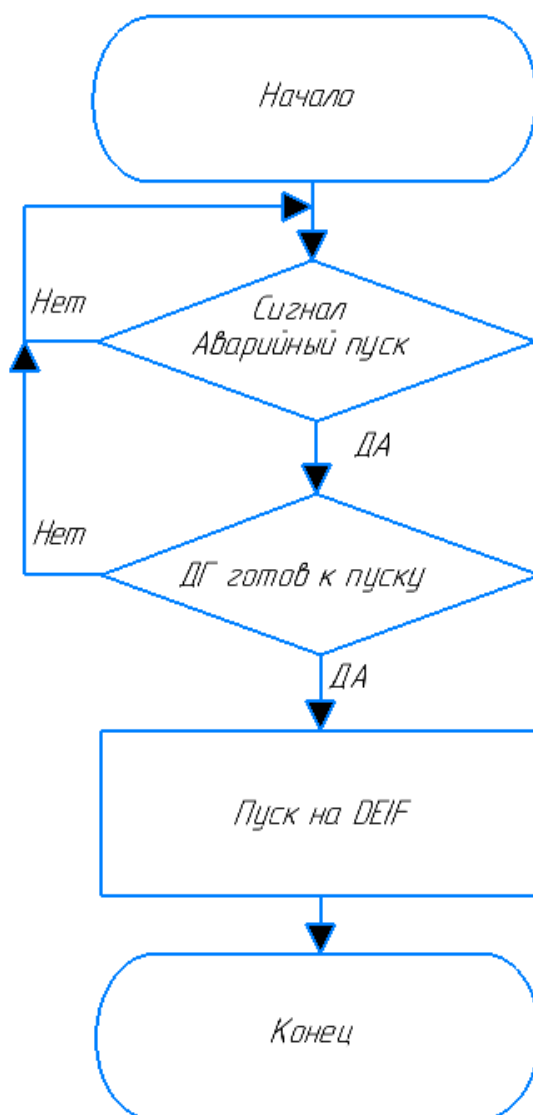 Начало
Нет
Сигнал
Аварийный пуск
ДА
Нет
ДГ готов к пуску
ДА
Пуск на DEIF
Конец